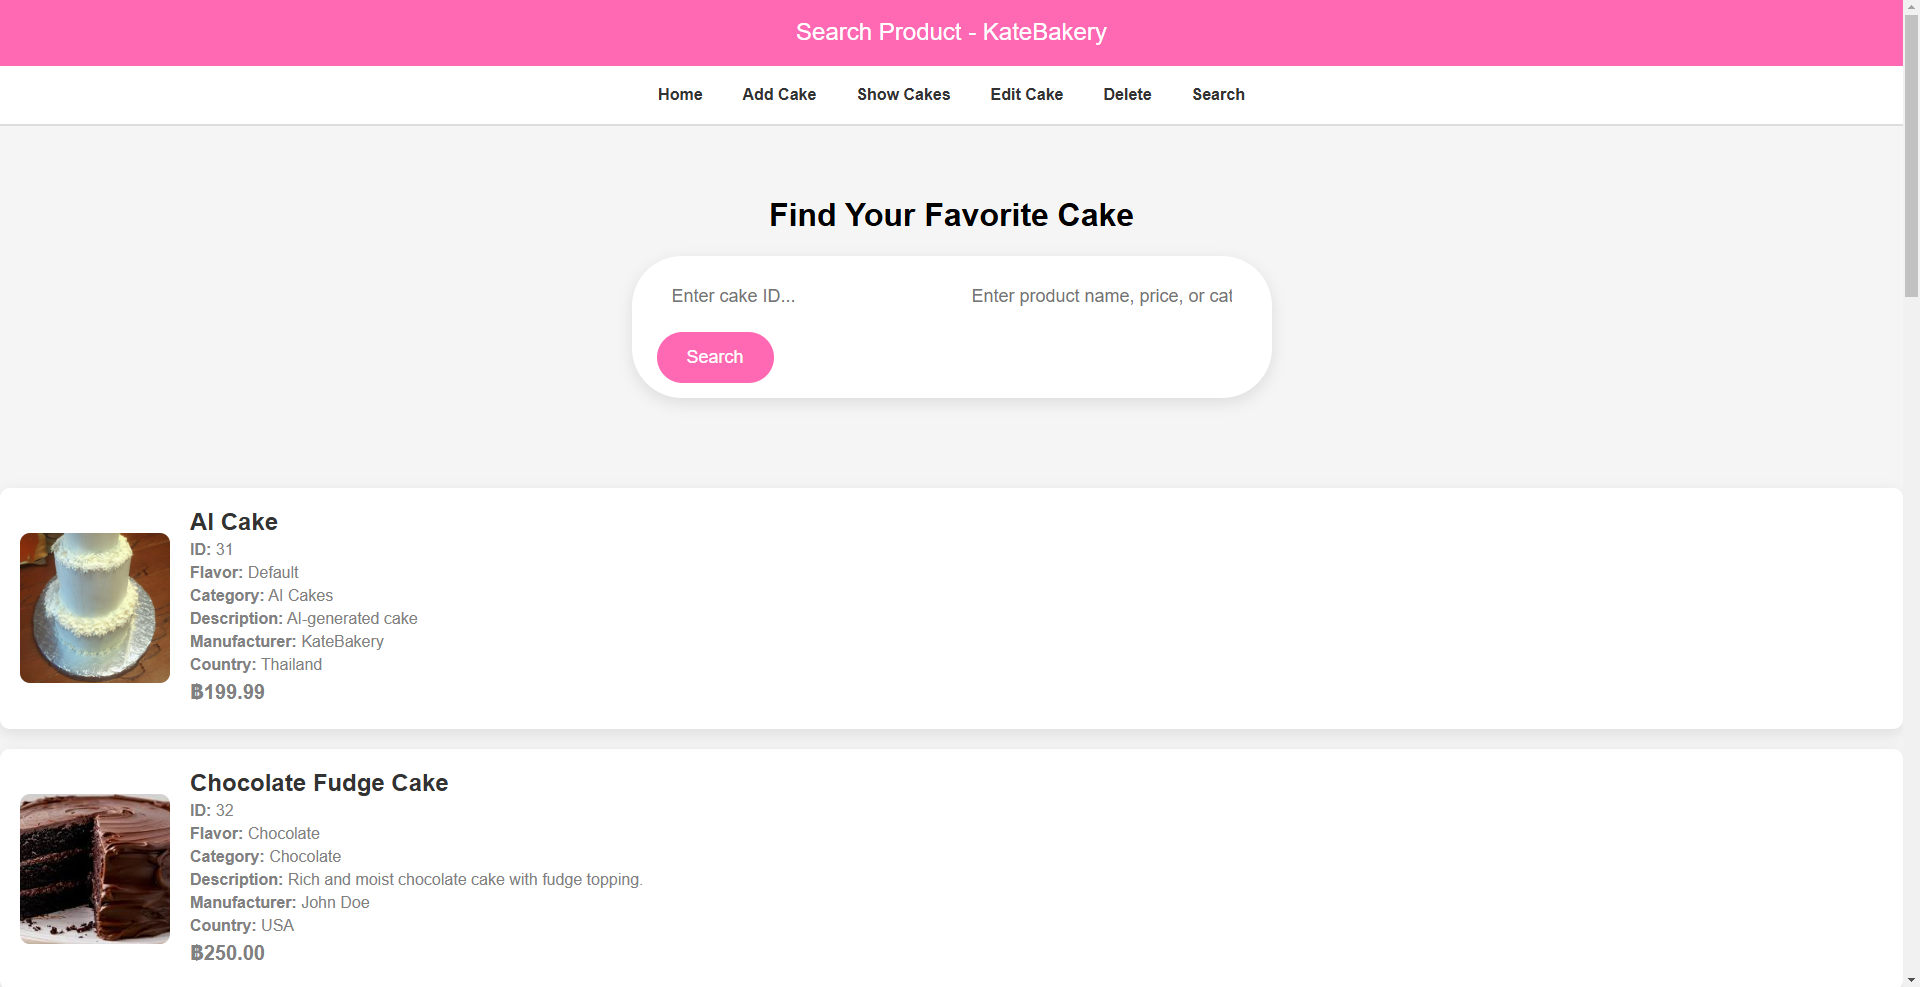 Search Product - KateBakery
Home Add Cake Show Cakes Edit Cake Delete Search
Find Your Favorite Cake
Enter cake ID... Enter product name, price, or cat
Search
AI Cake
ID: 31
Flavor: Default
Category: AI Cakes
Description: AI-generated cake
Manufacturer: KateBakery
Country: Thailand
฿199.99
Chocolate Fudge Cake
ID: 32
Flavor: Chocolate
Category: Chocolate
Description: Rich and moist chocolate cake with fudge topping.
Manufacturer: John Doe
Country: USA
฿250.00